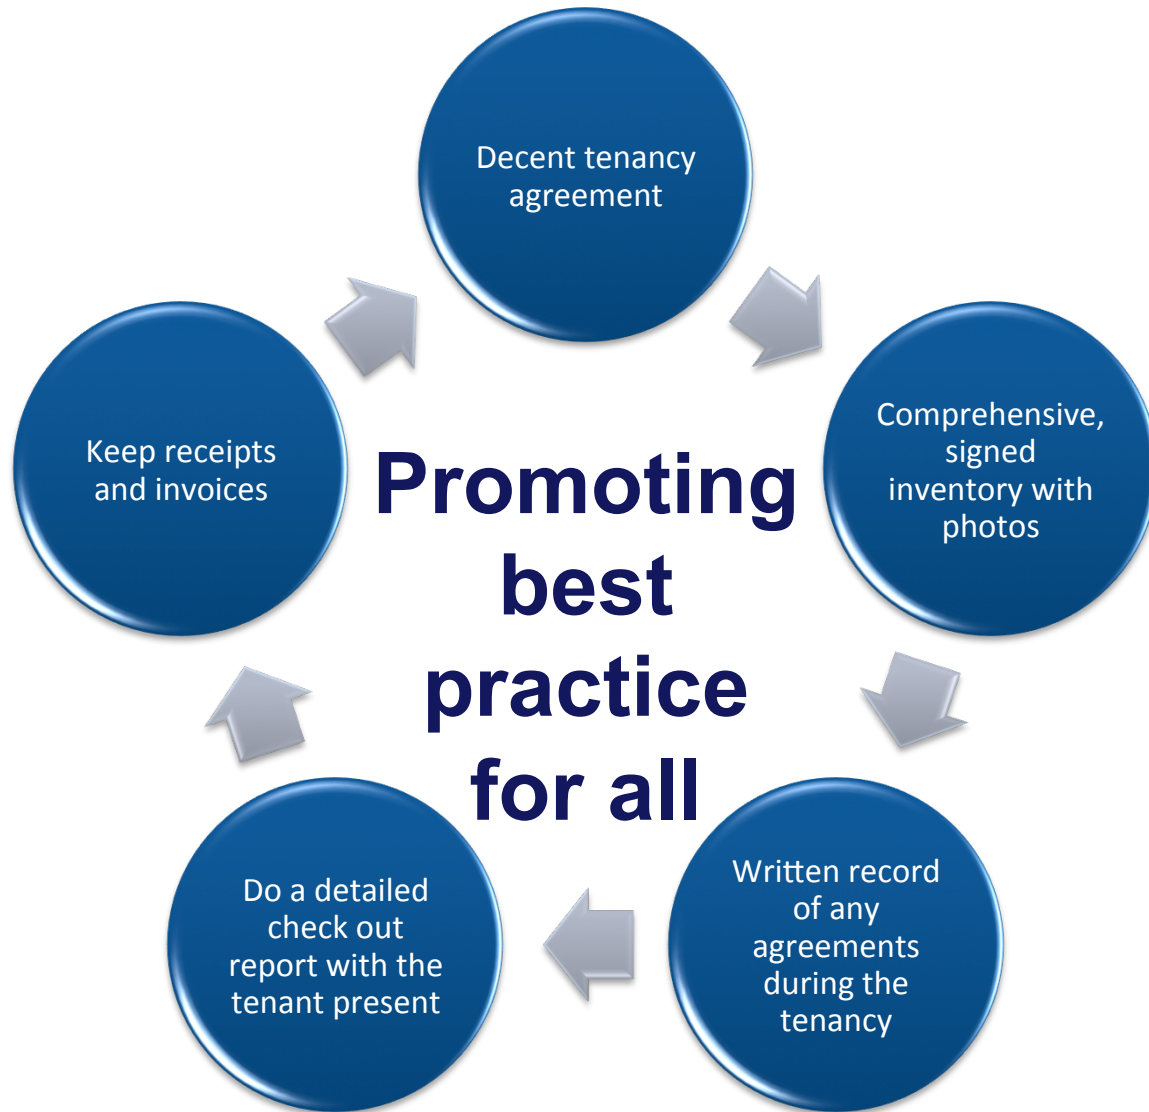 Decent tenancy
agreement
Comprehensive,
signed
inventory with
photos
Written record
of any
agreements
during the
tenancy
Do a detailed
check out
report with the
tenant present
Keep receipts
and invoices
Promoting
best
practice
for all